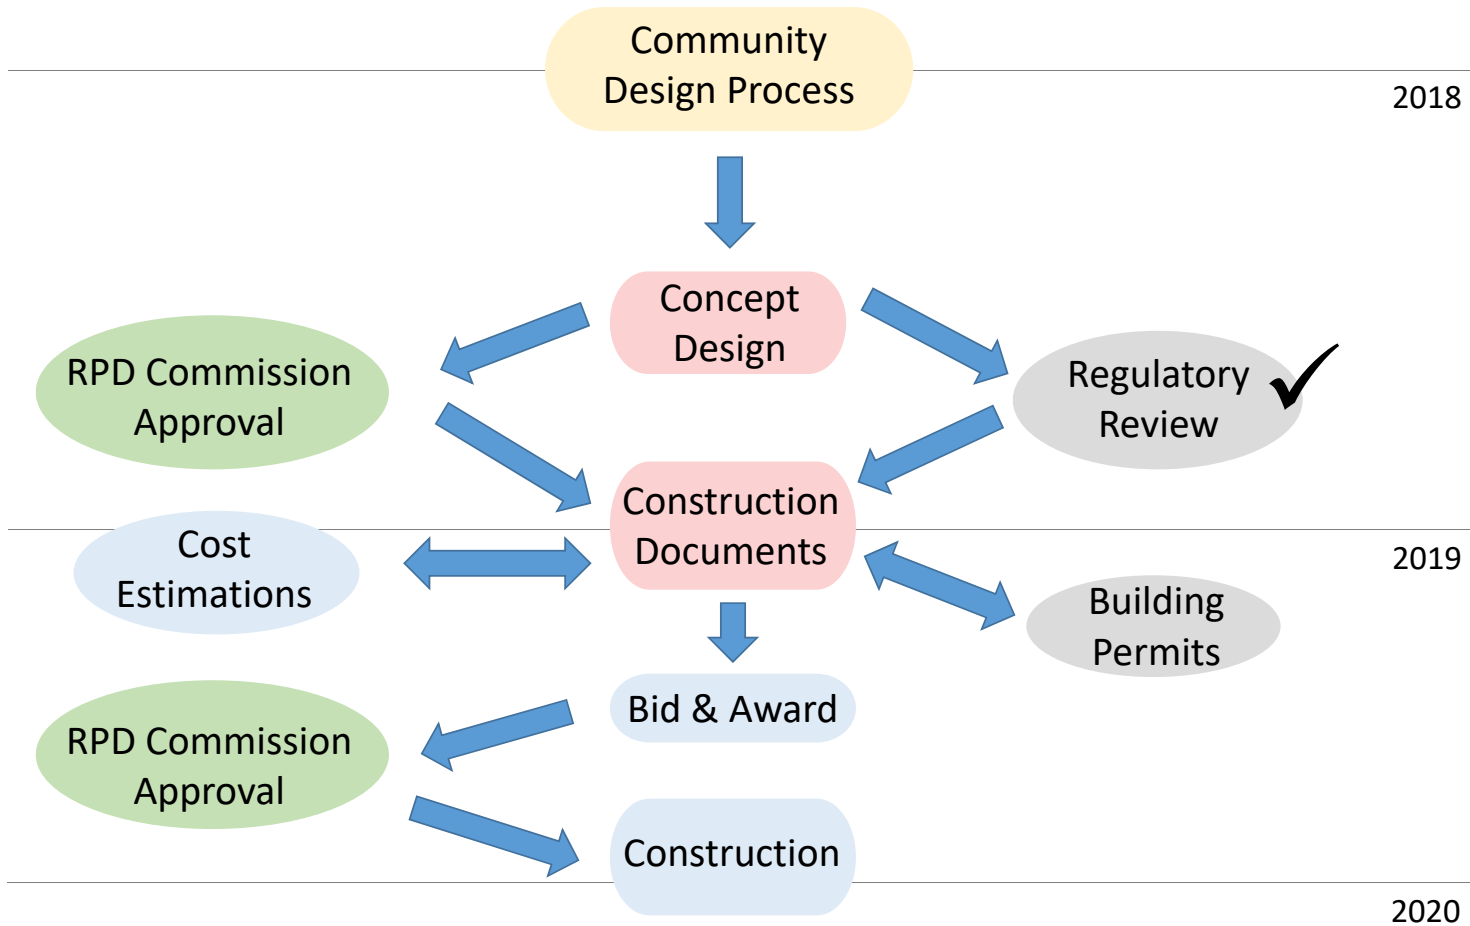 Community
Design Process
2018
Concept
Design
RPD Commission
Approval
Regulatory
Review
Construction
Documents
2019
Cost
Estimations
Building
Permits
Bid & Award
RPD Commission
Approval
Construction
2020